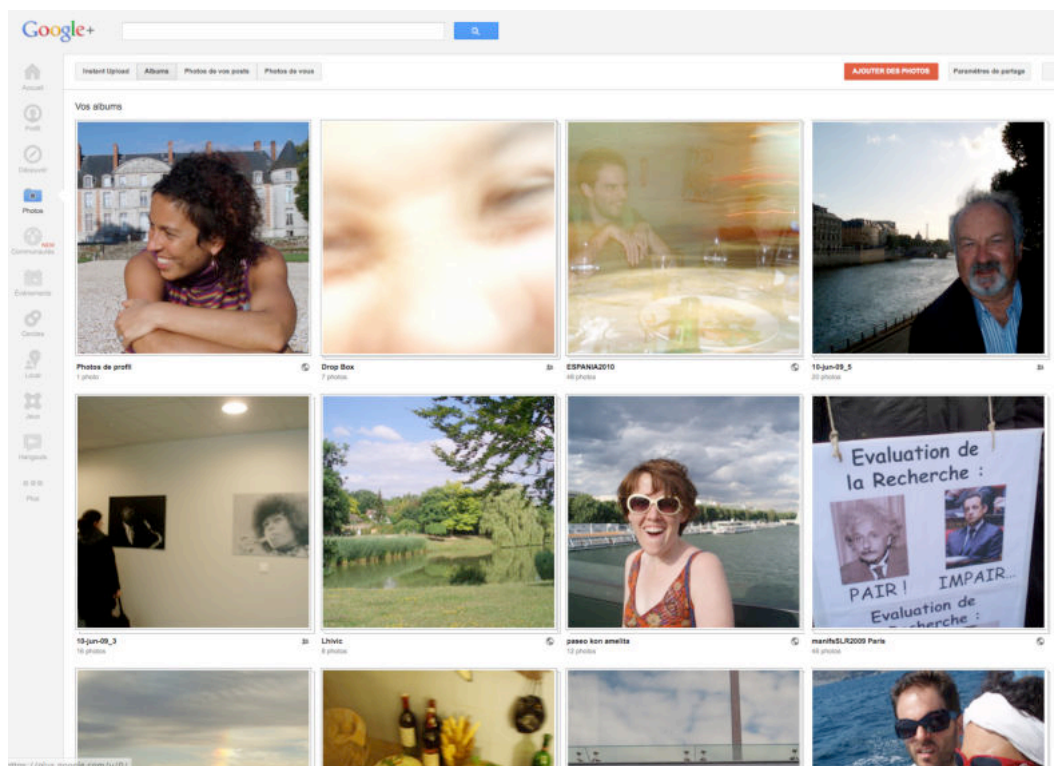 Google+
Instant Upload Albums Photos de vos posts Photos de vous
AJOUTER DES PHOTOS Paramètres de partage
Accueil
Vos albums
Profil
Découvrir
Photos
NEW
Communautés
Événements
Cercles
Local
Jeux
Hangouts
Plus
Photos de profil
1 photo
Drop Box
7 photos
ESPANIA2010
46 photos
10-jun-09_5
20 photos
Evaluation de
la Recherche :
PAIR ! IMPAIR...
Evaluation de
10-jun-09_3
16 photos
Lhivic
8 photos
paseo kon amelita
12 photos
manifsSLR2009 Paris